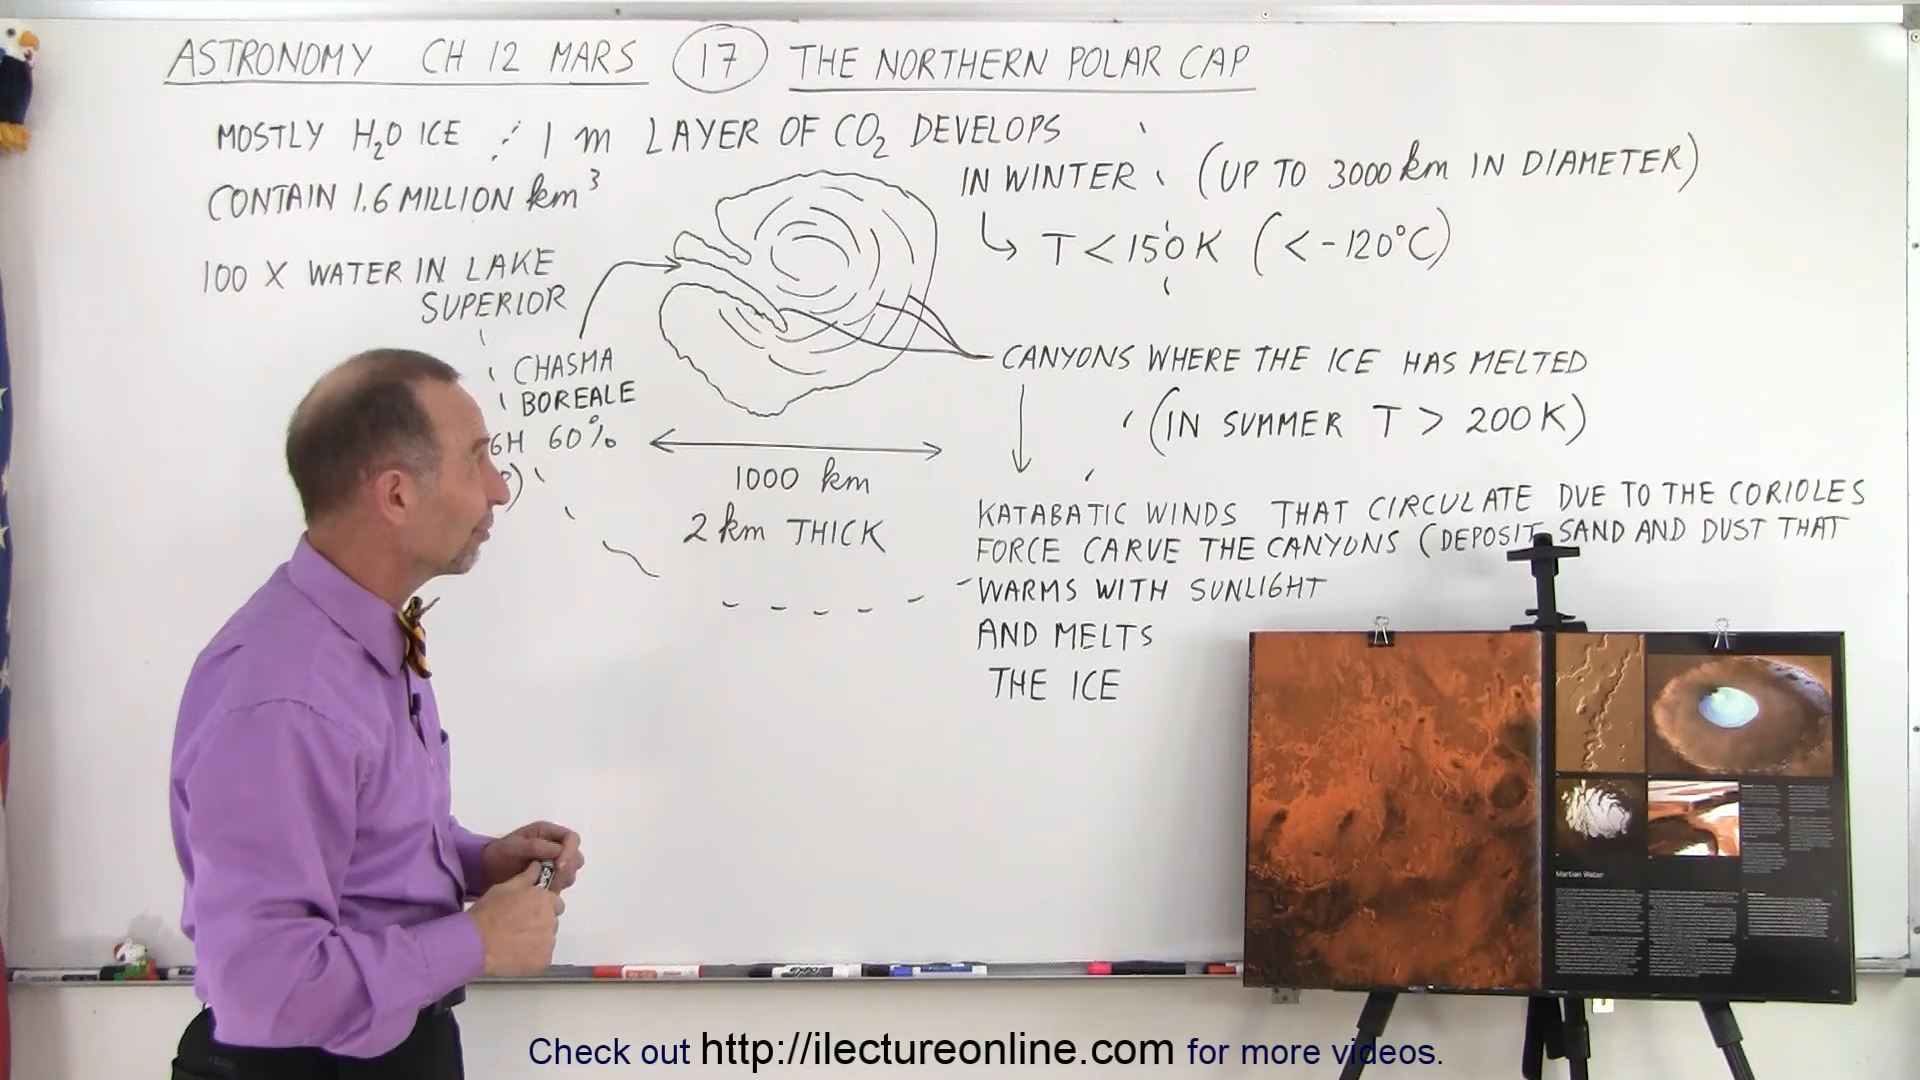 ASTRONOMY CH 12 MARS 17 THE NORTHERN POLAR CAP
MOSTLY H₂O ICE 1 m LAYER OF CO₂ DEVELOPS
IN WINTER (UP TO 3000 km IN DIAMETER)
CONTAIN 1.6 MILLION km³
T < 150 K (< -120°C)
100 X WATER IN LAKE
SUPERIOR
CHASMA
BOREALE
60%
CANYONS WHERE THE ICE HAS MELTED
(IN SUMMER T > 200 K)
1000 km
2 km THICK
KATABATIC WINDS THAT CIRCULATE DUE TO THE CORIOLES
FORCE CARVE THE CANYONS (DEPOSIT SAND AND DUST THAT
WARMS WITH SUNLIGHT
AND MELTS
THE ICE
Martian Water
Check out http://ilectureonline.com for more videos.